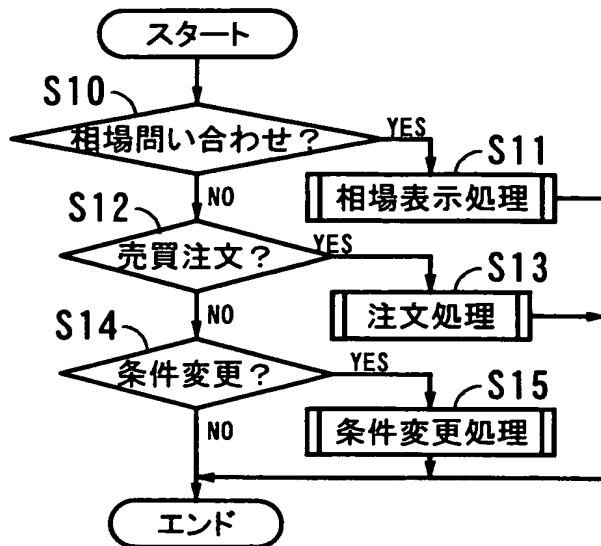 スタート
S10
相場問い合わせ?
YES
S11
相場表示処理
NO
S12
売買注文?
YES
S13
注文処理
NO
S14
条件変更?
YES
S15
条件変更処理
NO
エンド